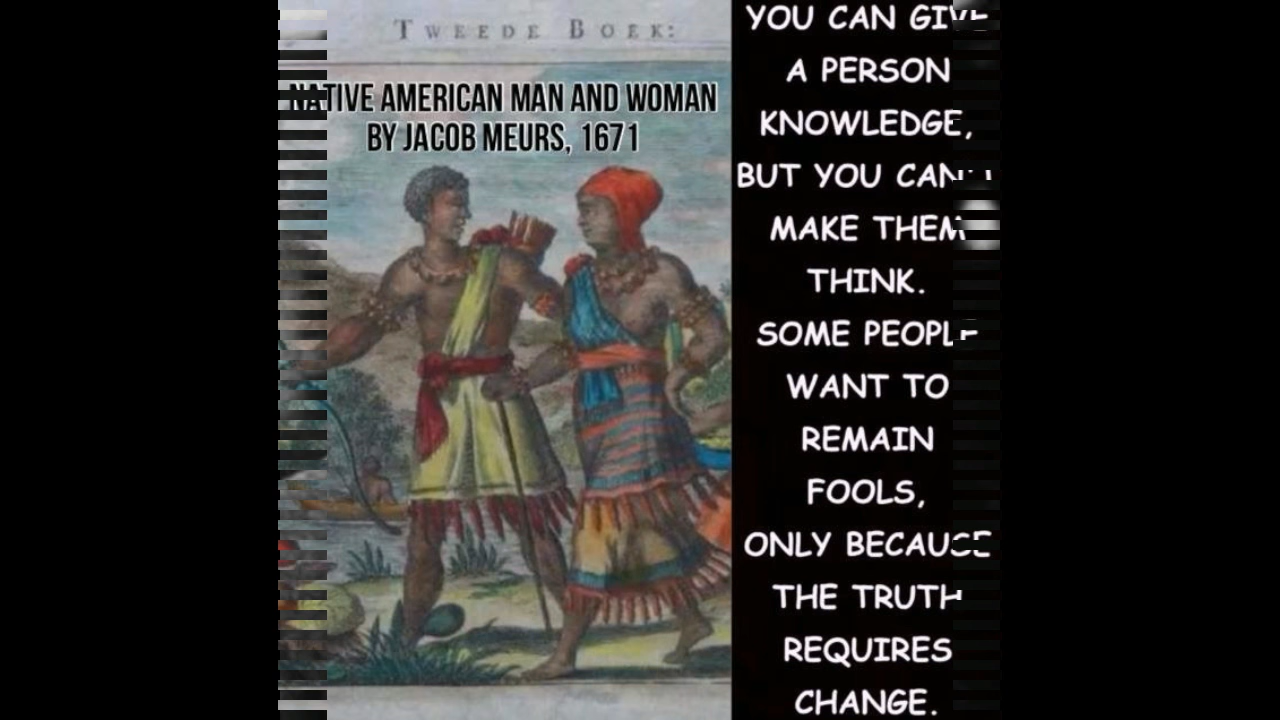 TWEEDE BOEK:
NATIVE AMERICAN MAN AND WOMAN
BY JACOB MEURS, 1671
YOU CAN GIVE
A PERSON
KNOWLEDGE,
BUT YOU CAN'T
MAKE THEM
THINK.
SOME PEOPLE
WANT TO
REMAIN
FOOLS,
ONLY BECAUSE
THE TRUTH
REQUIRES
CHANGE.